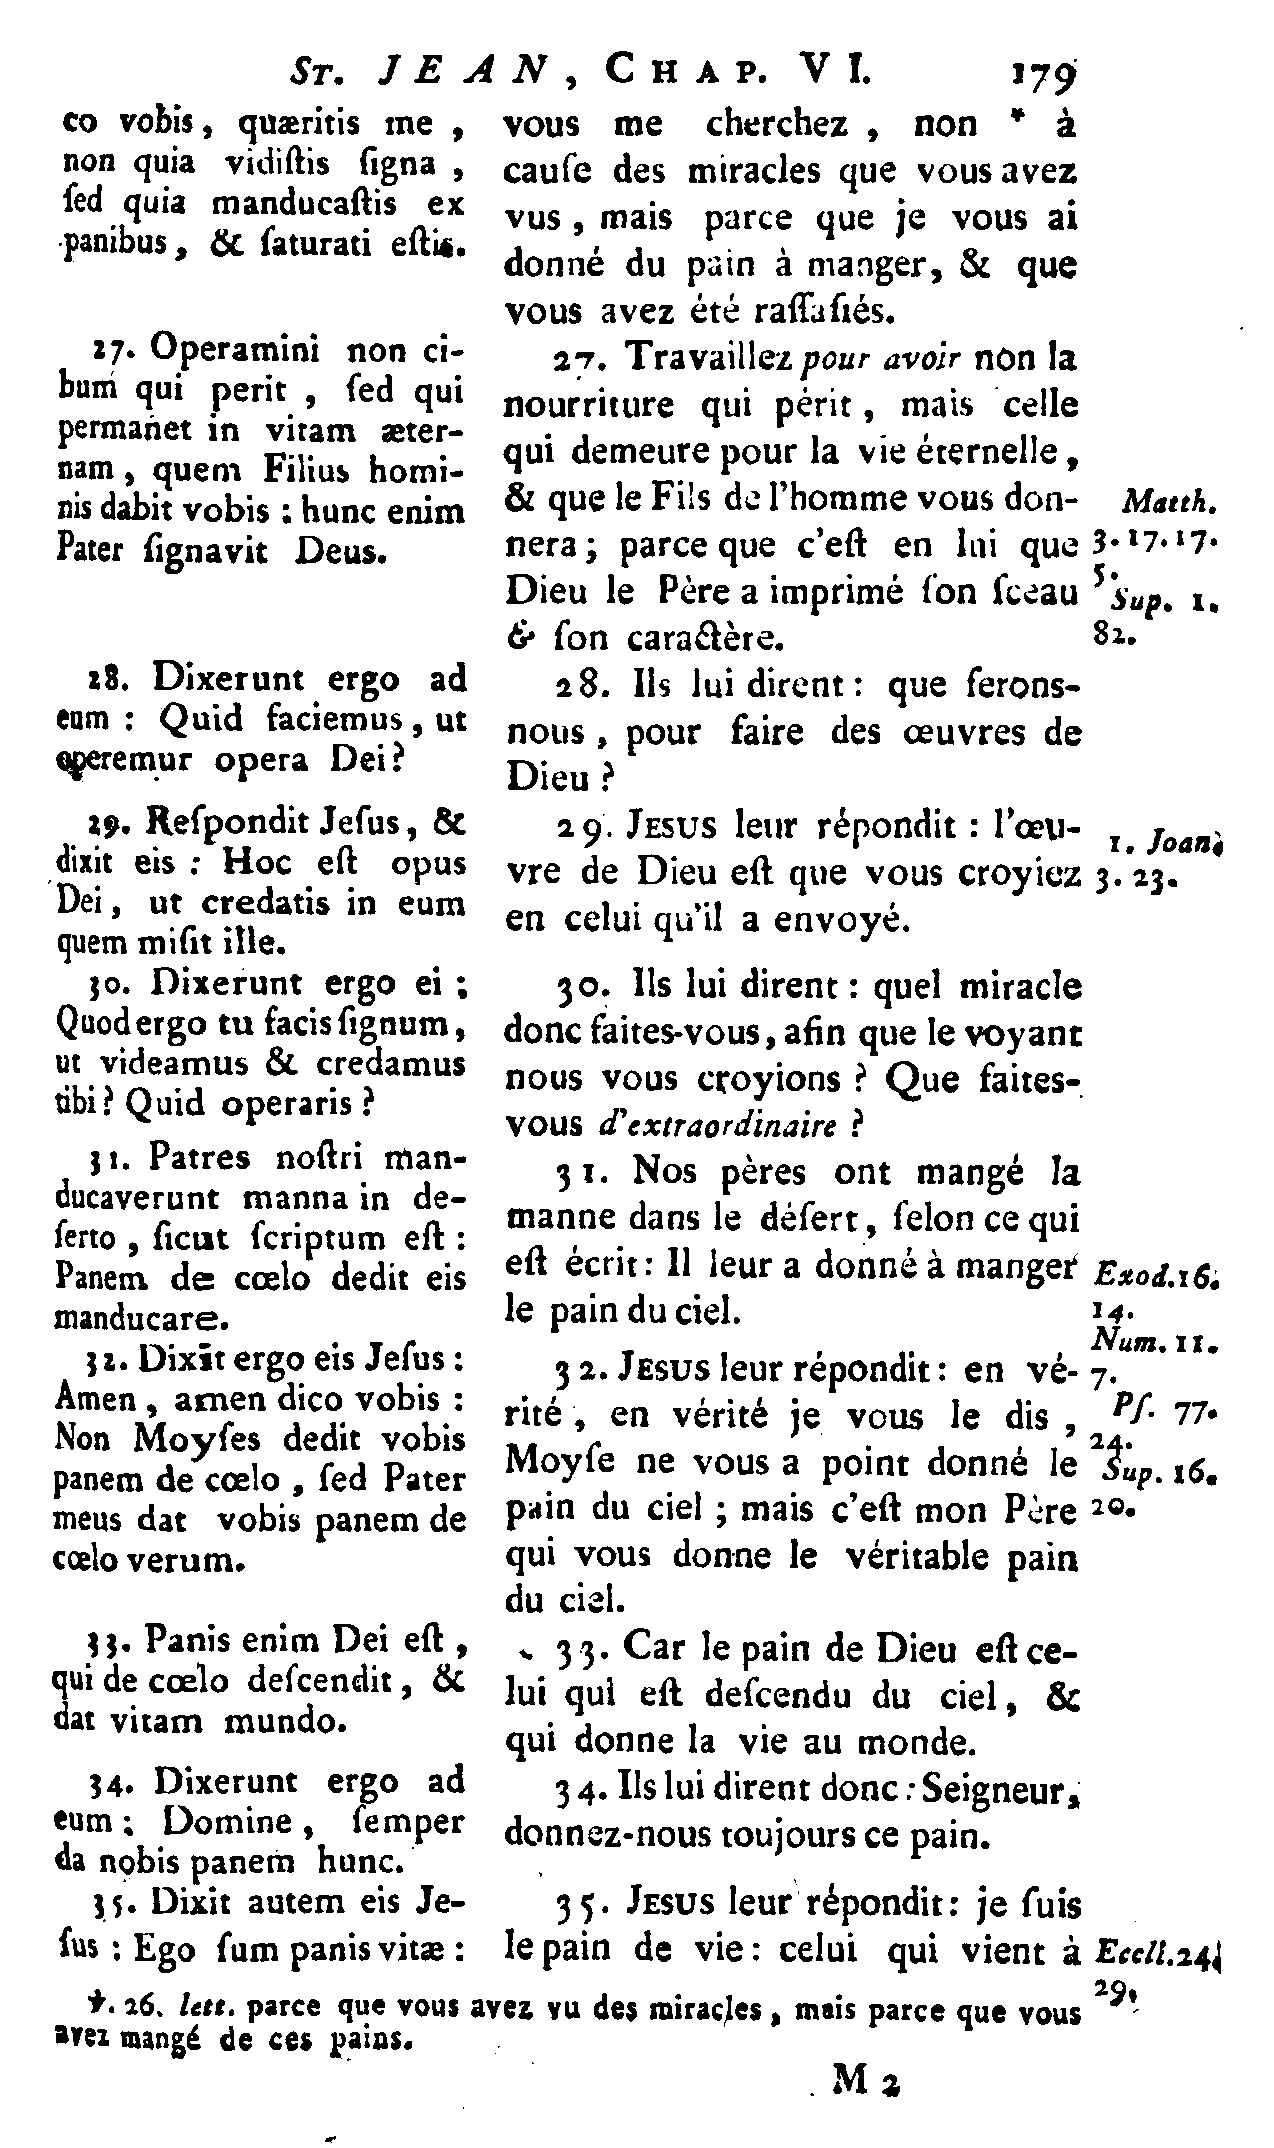 ST. JEAN, CHAP. VI. 179
co vobis, quæritis me,
non quia vidiſtis ſigna,
ſed quia manducaſtis ex
panibus, & ſaturati eſtis.
27. Operamini non ci-
bum qui perit, ſed qui
permanet in vitam æter-
nam, quem Filius homi-
nis dabit vobis : hunc enim
Pater ſignavit Deus.
28. Dixerunt ergo ad
eum : Quid faciemus, ut
operemur opera Dei?
29. Reſpondit Jeſus, &
dixit eis : Hoc eſt opus
Dei, ut credatis in eum
quem miſit ille.
30. Dixerunt ergo ei ;
Quod ergo tu facis ſignum,
ut videamus & credamus
tibi? Quid operaris?
31. Patres noſtri man-
ducaverunt manna in de-
ſerto, ſicut ſcriptum eſt :
Panem de cœlo dedit eis
manducare.
32. Dixit ergo eis Jeſus :
Amen, amen dico vobis :
Non Moyſes dedit vobis
panem de cœlo, ſed Pater
meus dat vobis panem de
cœlo verum.
33. Panis enim Dei eſt,
qui de cœlo deſcendit, &
dat vitam mundo.
34. Dixerunt ergo ad
eum ; Domine, ſemper
da nobis panem hunc.
35. Dixit autem eis Je-
ſus : Ego ſum panis vitæ :
vous me cherchez, non * à
cauſe des miracles que vous avez
vus, mais parce que je vous ai
donné du pain à manger, & que
vous avez été raſſaſiés.
27. Travaillez pour avoir non la
nourriture qui périt, mais celle
qui demeure pour la vie éternelle,
& que le Fils de l'homme vous don-
nera ; parce que c'eſt en lui que
Dieu le Père a imprimé ſon ſceau
& ſon caractère.
28. Ils lui dirent : que ferons-
nous, pour faire des œuvres de
Dieu ?
29. JESUS leur répondit : l'œu-
vre de Dieu eſt que vous croyiez
en celui qu'il a envoyé.
30. Ils lui dirent : quel miracle
donc faites-vous, afin que le voyant
nous vous croyions ? Que faites-
vous d'extraordinaire ?
31. Nos pères ont mangé la
manne dans le déſert, ſelon ce qui
eſt écrit : Il leur a donné à manger
le pain du ciel.
32. JESUS leur répondit : en vé-
rité, en vérité je vous le dis,
Moyſe ne vous a point donné le
pain du ciel ; mais c'eſt mon Père
qui vous donne le véritable pain
du ciel.
33. Car le pain de Dieu eſt ce-
lui qui eſt deſcendu du ciel, &
qui donne la vie au monde.
34. Ils lui dirent donc : Seigneur,
donnez-nous toujours ce pain.
35. JESUS leur répondit : je ſuis
le pain de vie : celui qui vient à
Matth.
3. 17. 17.
5.
Sup. 1.
82.
1. Joan.
3. 23.
Exod. 16.
14.
Num. 11.
7.
Pſ. 77.
24.
Sup. 16.
20.
Eccli. 24.
29.
℣. 26. lett. parce que vous avez vu des miracles, mais parce que vous
avez mangé de ces pains.
M 2